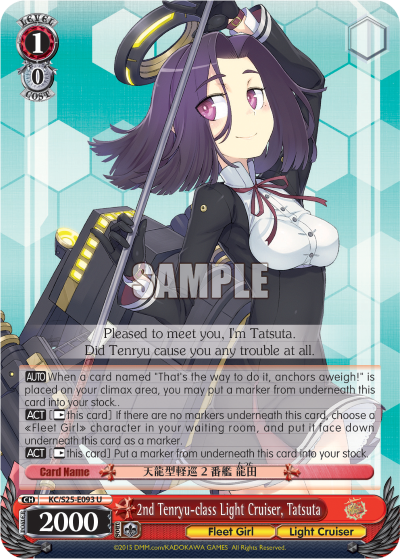 LEVEL
1
0
COST
SAMPLE
Pleased to meet you, I'm Tatsuta.
Did Tenryu cause you any trouble at all.
AUTO When a card named "That's the way to do it, anchors aweigh!" is
placed on your climax area, you may put a marker from underneath this
card into your stock.
ACT [this card] If there are no markers underneath this card, choose a
«Fleet Girl» character in your waiting room, and put it face down
underneath this card as a marker.
ACT [this card] Put a marker from underneath this card into your stock.
Card Name 天龍型軽巡2番艦 龍田
CH KC/S25-E093 U
2nd Tenryu-class Light Cruiser, Tatsuta
POWER 2000 SOUL
Fleet Girl Light Cruiser
©2015 DMM.com/KADOKAWA GAMES All Rights Reserved.